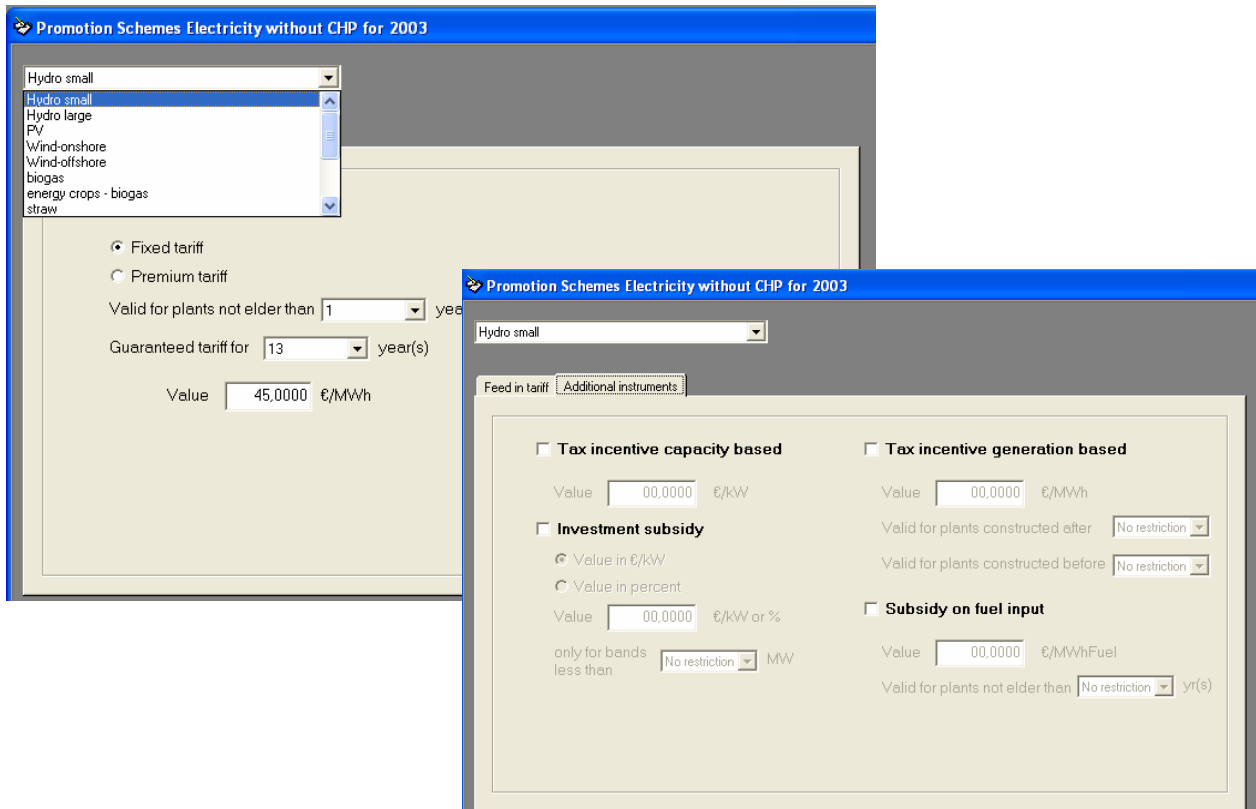 Promotion Schemes Electricity without CHP for 2003
Hydro small
Hydro small
Hydro large
PV
Wind-onshore
Wind-offshore
biogas
energy crops - biogas
straw
Fixed tariff
Premium tariff
Valid for plants not elder than 1 yea
Guaranteed tariff for 13 year(s)
Value 45,0000 €/MWh
Promotion Schemes Electricity without CHP for 2003
Hydro small
Feed in tariff Additional instruments
Tax incentive capacity based
Value 00,0000 €/kW
Investment subsidy
Value in €/kW
Value in percent
Value 00,0000 €/kW or %
only for bands
less than No restriction MW
Tax incentive generation based
Value 00,0000 €/MWh
Valid for plants constructed after No restriction
Valid for plants constructed before No restriction
Subsidy on fuel input
Value 00,0000 €/MWhFuel
Valid for plants not elder than No restriction yr(s)